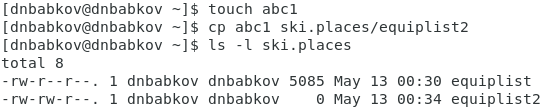 [dnbabkov@dnbabkov ~]$ touch abc1
[dnbabkov@dnbabkov ~]$ cp abc1 ski.places/equiplist2
[dnbabkov@dnbabkov ~]$ ls -l ski.places
total 8
-rw-r--r--. 1 dnbabkov dnbabkov 5085 May 13 00:30 equiplist
-rw-rw-r--. 1 dnbabkov dnbabkov    0 May 13 00:34 equiplist2